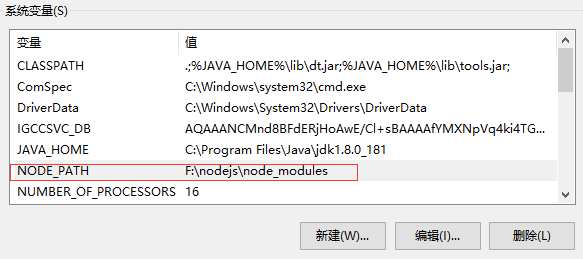 系统变量(S)
变量 值
CLASSPATH .;%JAVA_HOME%\lib\dt.jar;%JAVA_HOME%\lib\tools.jar;
ComSpec C:\Windows\system32\cmd.exe
DriverData C:\Windows\System32\Drivers\DriverData
IGCCSVC_DB AQAAANCMnd8BFdERjHoAwE/Cl+sBAAAAfYMXNpVq4ki4TG...
JAVA_HOME C:\Program Files\Java\jdk1.8.0_181
NODE_PATH F:\nodejs\node_modules
NUMBER_OF_PROCESSORS 16
新建(W)... 编辑(I)... 删除(L)